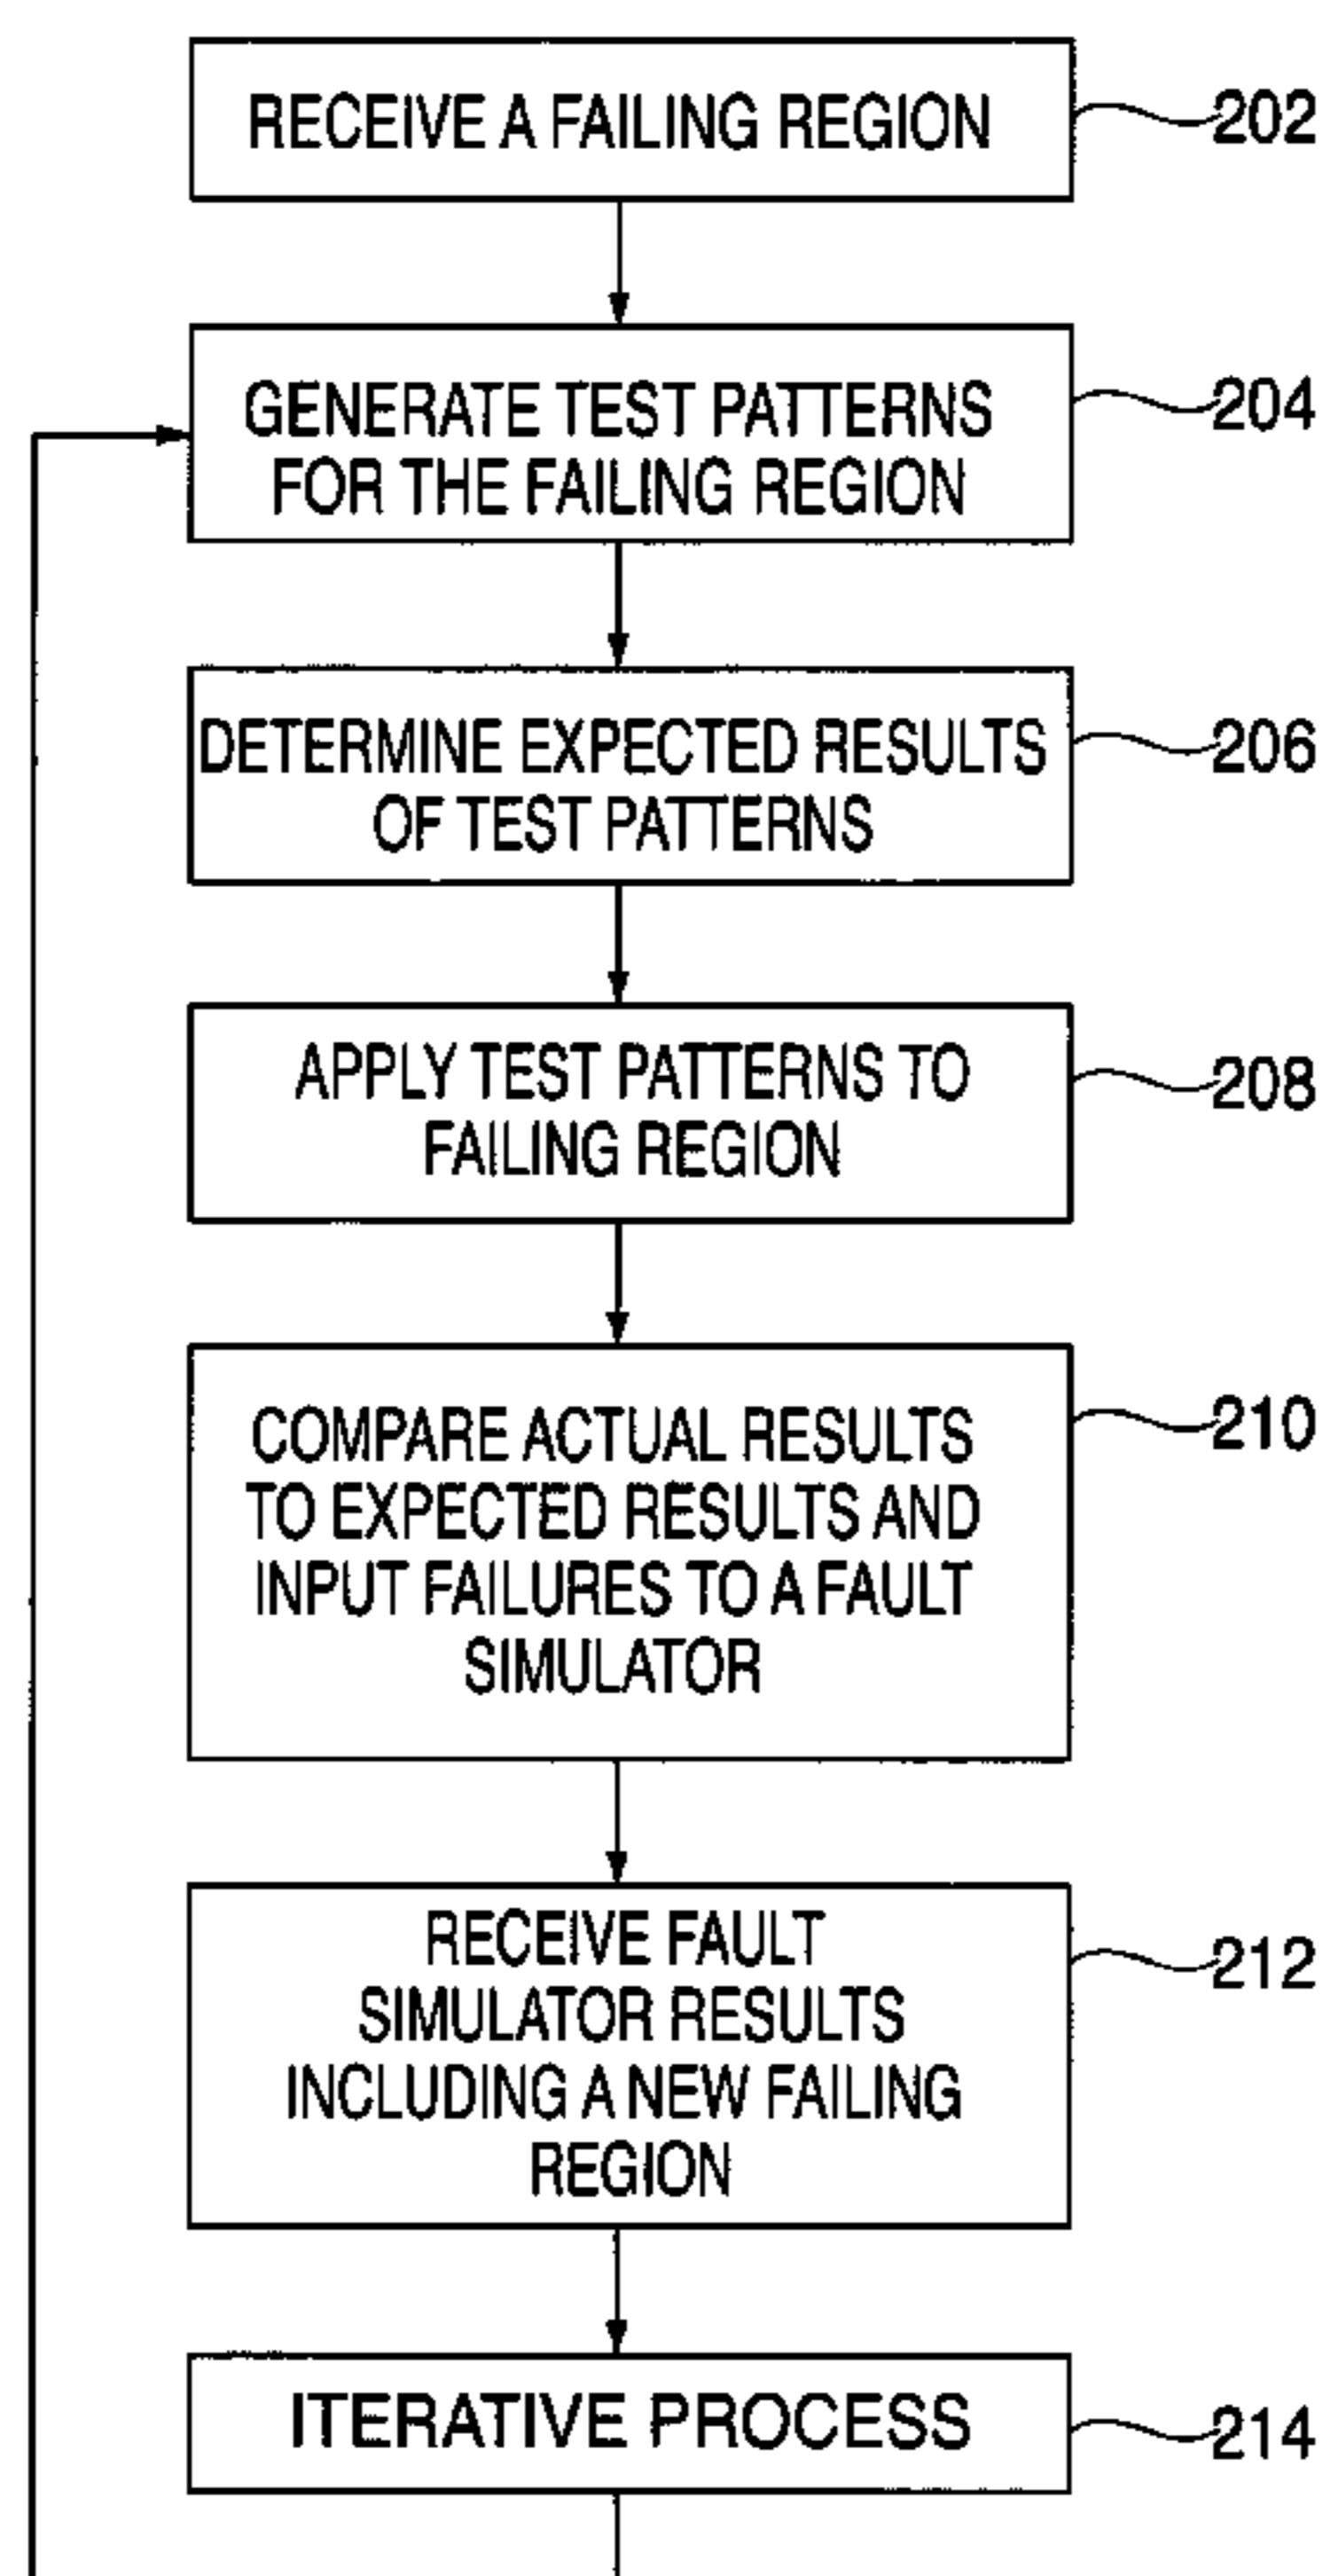 RECEIVE A FAILING REGION
202
GENERATE TEST PATTERNS
FOR THE FAILING REGION
204
DETERMINE EXPECTED RESULTS
OF TEST PATTERNS
206
APPLY TEST PATTERNS TO
FAILING REGION
208
COMPARE ACTUAL RESULTS
TO EXPECTED RESULTS AND
INPUT FAILURES TO A FAULT
SIMULATOR
210
RECEIVE FAULT
SIMULATOR RESULTS
INCLUDING A NEW FAILING
REGION
212
ITERATIVE PROCESS
214